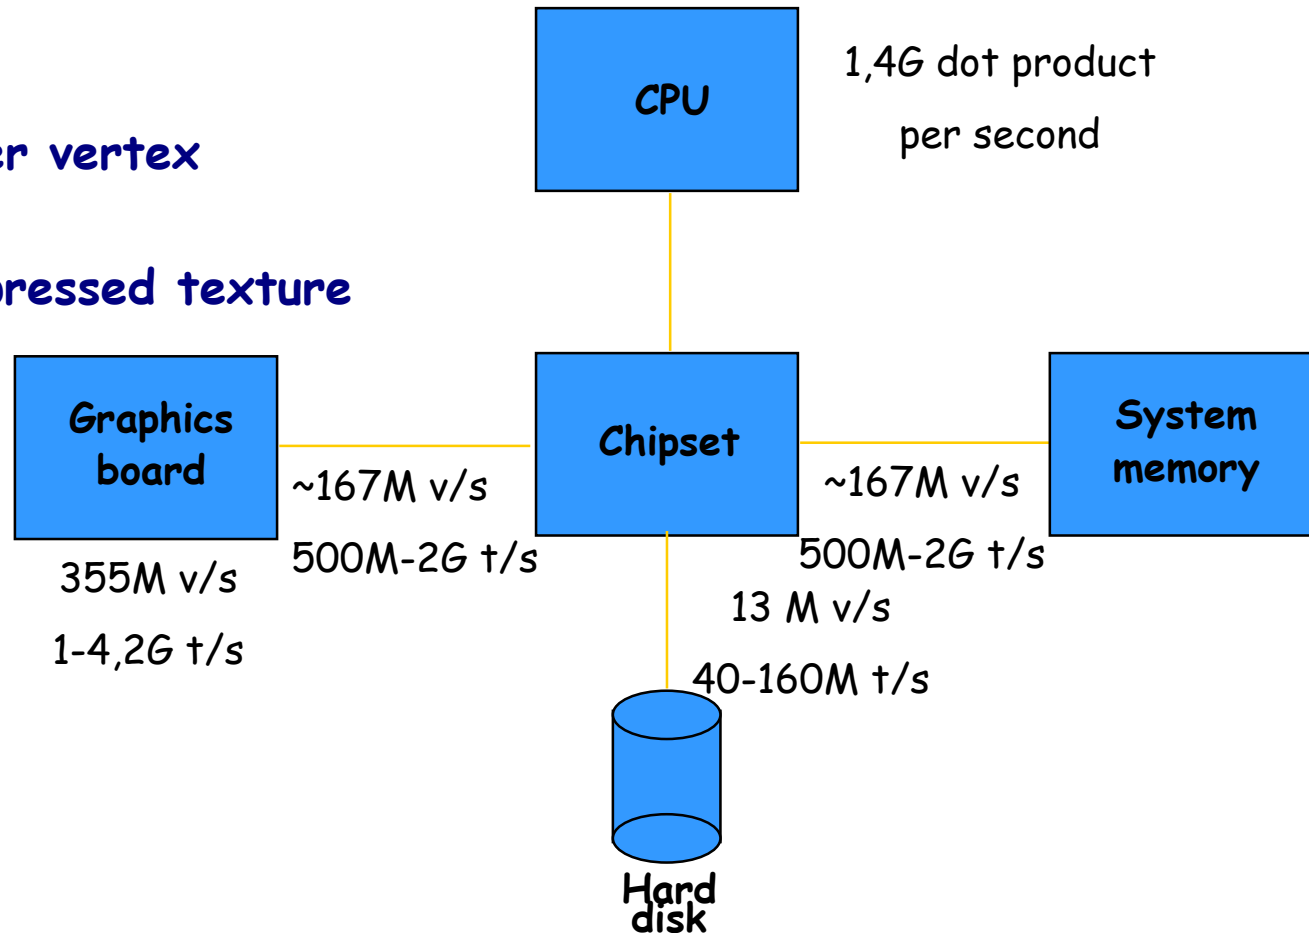 CPU
1,4G dot product
per second
er vertex
pressed texture
Graphics
board
Chipset
System
memory
~167M v/s
500M-2G t/s
~167M v/s
500M-2G t/s
355M v/s
1-4,2G t/s
13 M v/s
40-160M t/s
Hard
disk